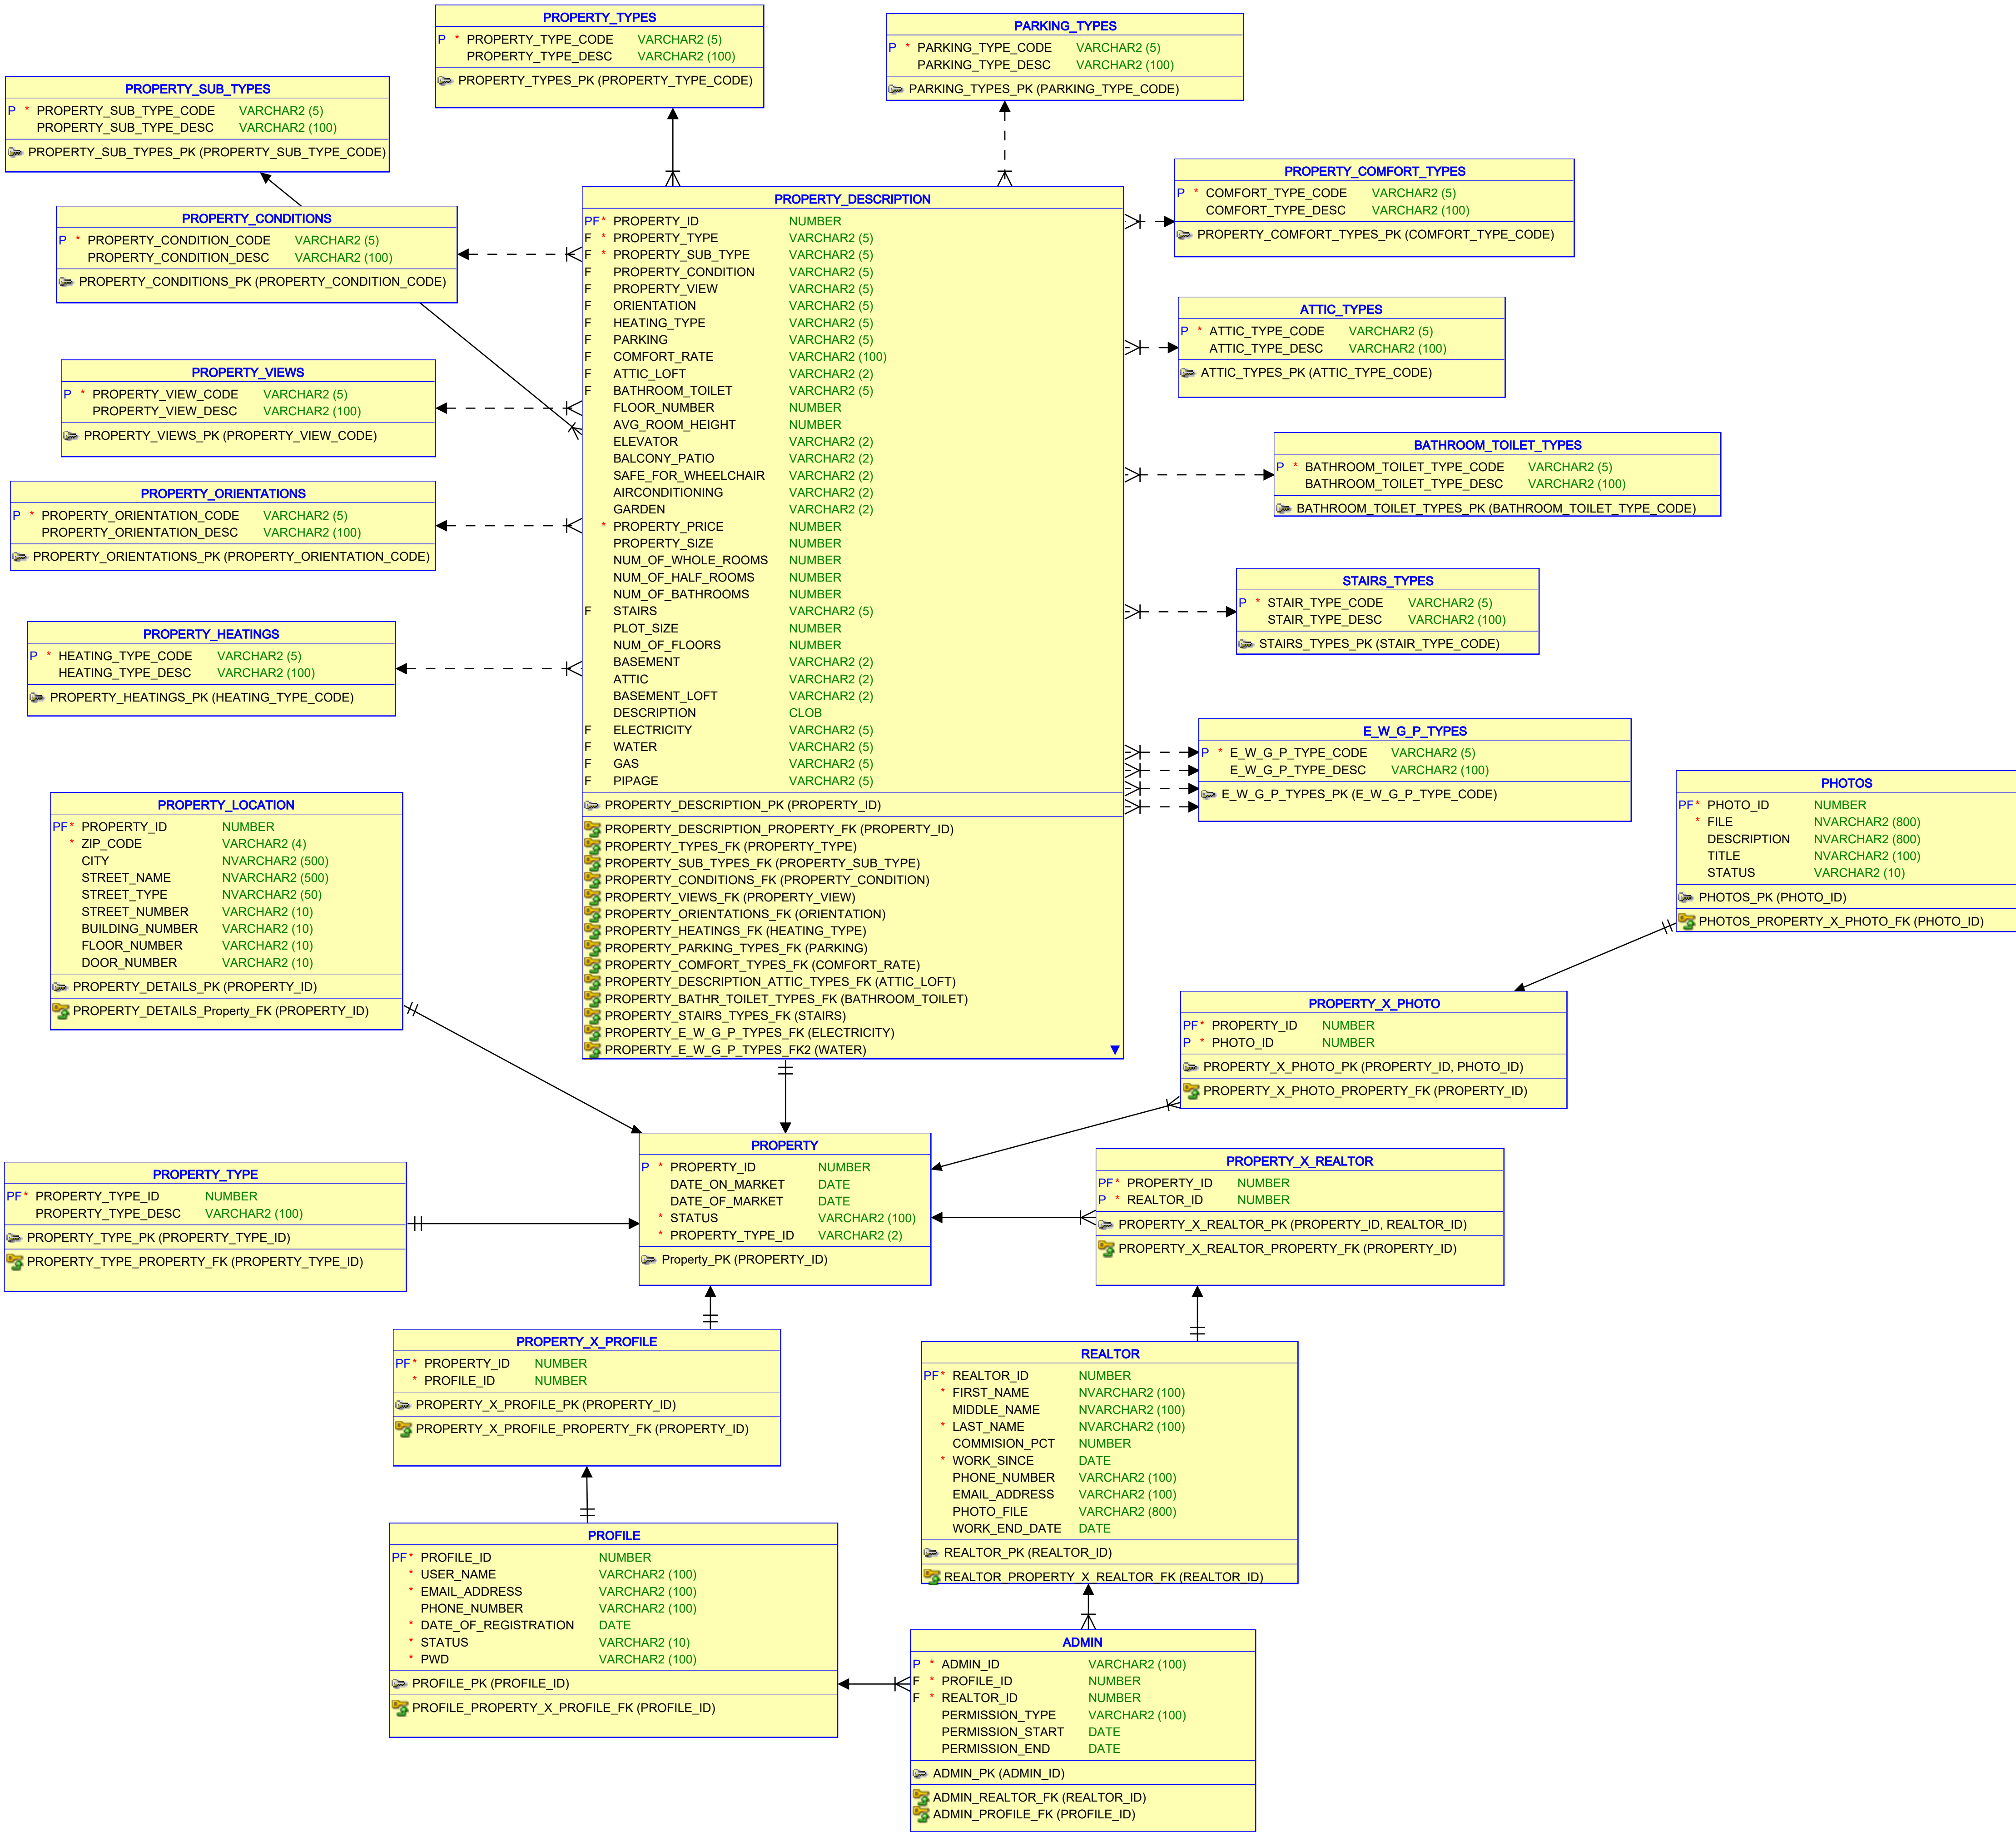 PROPERTY_TYPES
P * PROPERTY_TYPE_CODE VARCHAR2 (5)
PROPERTY_TYPE_DESC VARCHAR2 (100)
PROPERTY_TYPES_PK (PROPERTY_TYPE_CODE)
PARKING_TYPES
P * PARKING_TYPE_CODE VARCHAR2 (5)
PARKING_TYPE_DESC VARCHAR2 (100)
PARKING_TYPES_PK (PARKING_TYPE_CODE)
PROPERTY_SUB_TYPES
P * PROPERTY_SUB_TYPE_CODE VARCHAR2 (5)
PROPERTY_SUB_TYPE_DESC VARCHAR2 (100)
PROPERTY_SUB_TYPES_PK (PROPERTY_SUB_TYPE_CODE)
PROPERTY_CONDITIONS
P * PROPERTY_CONDITION_CODE VARCHAR2 (5)
PROPERTY_CONDITION_DESC VARCHAR2 (100)
PROPERTY_CONDITIONS_PK (PROPERTY_CONDITION_CODE)
PROPERTY_VIEWS
P * PROPERTY_VIEW_CODE VARCHAR2 (5)
PROPERTY_VIEW_DESC VARCHAR2 (100)
PROPERTY_VIEWS_PK (PROPERTY_VIEW_CODE)
PROPERTY_ORIENTATIONS
P * PROPERTY_ORIENTATION_CODE VARCHAR2 (5)
PROPERTY_ORIENTATION_DESC VARCHAR2 (100)
PROPERTY_ORIENTATIONS_PK (PROPERTY_ORIENTATION_CODE)
PROPERTY_HEATINGS
P * HEATING_TYPE_CODE VARCHAR2 (5)
HEATING_TYPE_DESC VARCHAR2 (100)
PROPERTY_HEATINGS_PK (HEATING_TYPE_CODE)
PROPERTY_DESCRIPTION
PF* PROPERTY_ID NUMBER
F * PROPERTY_TYPE VARCHAR2 (5)
F * PROPERTY_SUB_TYPE VARCHAR2 (5)
F PROPERTY_CONDITION VARCHAR2 (5)
F PROPERTY_VIEW VARCHAR2 (5)
F ORIENTATION VARCHAR2 (5)
F HEATING_TYPE VARCHAR2 (5)
F PARKING VARCHAR2 (5)
F COMFORT_RATE VARCHAR2 (100)
F ATTIC_LOFT VARCHAR2 (2)
F BATHROOM_TOILET VARCHAR2 (5)
FLOOR_NUMBER NUMBER
AVG_ROOM_HEIGHT NUMBER
ELEVATOR VARCHAR2 (2)
BALCONY_PATIO VARCHAR2 (2)
SAFE_FOR_WHEELCHAIR VARCHAR2 (2)
AIRCONDITIONING VARCHAR2 (2)
GARDEN VARCHAR2 (2)
* PROPERTY_PRICE NUMBER
PROPERTY_SIZE NUMBER
NUM_OF_WHOLE_ROOMS NUMBER
NUM_OF_HALF_ROOMS NUMBER
NUM_OF_BATHROOMS NUMBER
F STAIRS VARCHAR2 (5)
PLOT_SIZE NUMBER
NUM_OF_FLOORS NUMBER
BASEMENT VARCHAR2 (2)
ATTIC VARCHAR2 (2)
BASEMENT_LOFT VARCHAR2 (2)
DESCRIPTION CLOB
F ELECTRICITY VARCHAR2 (5)
F WATER VARCHAR2 (5)
F GAS VARCHAR2 (5)
F PIPAGE VARCHAR2 (5)
PROPERTY_DESCRIPTION_PK (PROPERTY_ID)
PROPERTY_DESCRIPTION_PROPERTY_FK (PROPERTY_ID)
PROPERTY_TYPES_FK (PROPERTY_TYPE)
PROPERTY_SUB_TYPES_FK (PROPERTY_SUB_TYPE)
PROPERTY_CONDITIONS_FK (PROPERTY_CONDITION)
PROPERTY_VIEWS_FK (PROPERTY_VIEW)
PROPERTY_ORIENTATIONS_FK (ORIENTATION)
PROPERTY_HEATINGS_FK (HEATING_TYPE)
PROPERTY_PARKING_TYPES_FK (PARKING)
PROPERTY_COMFORT_TYPES_FK (COMFORT_RATE)
PROPERTY_DESCRIPTION_ATTIC_TYPES_FK (ATTIC_LOFT)
PROPERTY_BATHR_TOILET_TYPES_FK (BATHROOM_TOILET)
PROPERTY_STAIRS_TYPES_FK (STAIRS)
PROPERTY_E_W_G_P_TYPES_FK (ELECTRICITY)
PROPERTY_E_W_G_P_TYPES_FK2 (WATER)
PROPERTY_COMFORT_TYPES
P * COMFORT_TYPE_CODE VARCHAR2 (5)
COMFORT_TYPE_DESC VARCHAR2 (100)
PROPERTY_COMFORT_TYPES_PK (COMFORT_TYPE_CODE)
ATTIC_TYPES
P * ATTIC_TYPE_CODE VARCHAR2 (5)
ATTIC_TYPE_DESC VARCHAR2 (100)
ATTIC_TYPES_PK (ATTIC_TYPE_CODE)
BATHROOM_TOILET_TYPES
P * BATHROOM_TOILET_TYPE_CODE VARCHAR2 (5)
BATHROOM_TOILET_TYPE_DESC VARCHAR2 (100)
BATHROOM_TOILET_TYPES_PK (BATHROOM_TOILET_TYPE_CODE)
STAIRS_TYPES
P * STAIR_TYPE_CODE VARCHAR2 (5)
STAIR_TYPE_DESC VARCHAR2 (100)
STAIRS_TYPES_PK (STAIR_TYPE_CODE)
E_W_G_P_TYPES
P * E_W_G_P_TYPE_CODE VARCHAR2 (5)
E_W_G_P_TYPE_DESC VARCHAR2 (100)
E_W_G_P_TYPES_PK (E_W_G_P_TYPE_CODE)
PHOTOS
PF* PHOTO_ID NUMBER
* FILE NVARCHAR2 (800)
DESCRIPTION NVARCHAR2 (800)
TITLE NVARCHAR2 (100)
STATUS VARCHAR2 (10)
PHOTOS_PK (PHOTO_ID)
PHOTOS_PROPERTY_X_PHOTO_FK (PHOTO_ID)
PROPERTY_LOCATION
PF* PROPERTY_ID NUMBER
* ZIP_CODE VARCHAR2 (4)
CITY NVARCHAR2 (500)
STREET_NAME NVARCHAR2 (500)
STREET_TYPE NVARCHAR2 (50)
STREET_NUMBER VARCHAR2 (10)
BUILDING_NUMBER VARCHAR2 (10)
FLOOR_NUMBER VARCHAR2 (10)
DOOR_NUMBER VARCHAR2 (10)
PROPERTY_DETAILS_PK (PROPERTY_ID)
PROPERTY_DETAILS_Property_FK (PROPERTY_ID)
PROPERTY_X_PHOTO
PF* PROPERTY_ID NUMBER
P * PHOTO_ID NUMBER
PROPERTY_X_PHOTO_PK (PROPERTY_ID, PHOTO_ID)
PROPERTY_X_PHOTO_PROPERTY_FK (PROPERTY_ID)
PROPERTY
P * PROPERTY_ID NUMBER
DATE_ON_MARKET DATE
DATE_OF_MARKET DATE
* STATUS VARCHAR2 (100)
* PROPERTY_TYPE_ID VARCHAR2 (2)
Property_PK (PROPERTY_ID)
PROPERTY_TYPE
PF* PROPERTY_TYPE_ID NUMBER
PROPERTY_TYPE_DESC VARCHAR2 (100)
PROPERTY_TYPE_PK (PROPERTY_TYPE_ID)
PROPERTY_TYPE_PROPERTY_FK (PROPERTY_TYPE_ID)
PROPERTY_X_REALTOR
PF* PROPERTY_ID NUMBER
P * REALTOR_ID NUMBER
PROPERTY_X_REALTOR_PK (PROPERTY_ID, REALTOR_ID)
PROPERTY_X_REALTOR_PROPERTY_FK (PROPERTY_ID)
PROPERTY_X_PROFILE
PF* PROPERTY_ID NUMBER
* PROFILE_ID NUMBER
PROPERTY_X_PROFILE_PK (PROPERTY_ID)
PROPERTY_X_PROFILE_PROPERTY_FK (PROPERTY_ID)
REALTOR
PF* REALTOR_ID NUMBER
* FIRST_NAME NVARCHAR2 (100)
MIDDLE_NAME NVARCHAR2 (100)
* LAST_NAME NVARCHAR2 (100)
COMMISION_PCT NUMBER
* WORK_SINCE DATE
PHONE_NUMBER VARCHAR2 (100)
EMAIL_ADDRESS VARCHAR2 (100)
PHOTO_FILE VARCHAR2 (800)
WORK_END_DATE DATE
REALTOR_PK (REALTOR_ID)
REALTOR_PROPERTY_X_REALTOR_FK (REALTOR_ID)
PROFILE
PF* PROFILE_ID NUMBER
* USER_NAME VARCHAR2 (100)
* EMAIL_ADDRESS VARCHAR2 (100)
PHONE_NUMBER VARCHAR2 (100)
* DATE_OF_REGISTRATION DATE
* STATUS VARCHAR2 (10)
* PWD VARCHAR2 (100)
PROFILE_PK (PROFILE_ID)
PROFILE_PROPERTY_X_PROFILE_FK (PROFILE_ID)
ADMIN
P * ADMIN_ID VARCHAR2 (100)
F * PROFILE_ID NUMBER
F * REALTOR_ID NUMBER
PERMISSION_TYPE VARCHAR2 (100)
PERMISSION_START DATE
PERMISSION_END DATE
ADMIN_PK (ADMIN_ID)
ADMIN_REALTOR_FK (REALTOR_ID)
ADMIN_PROFILE_FK (PROFILE_ID)